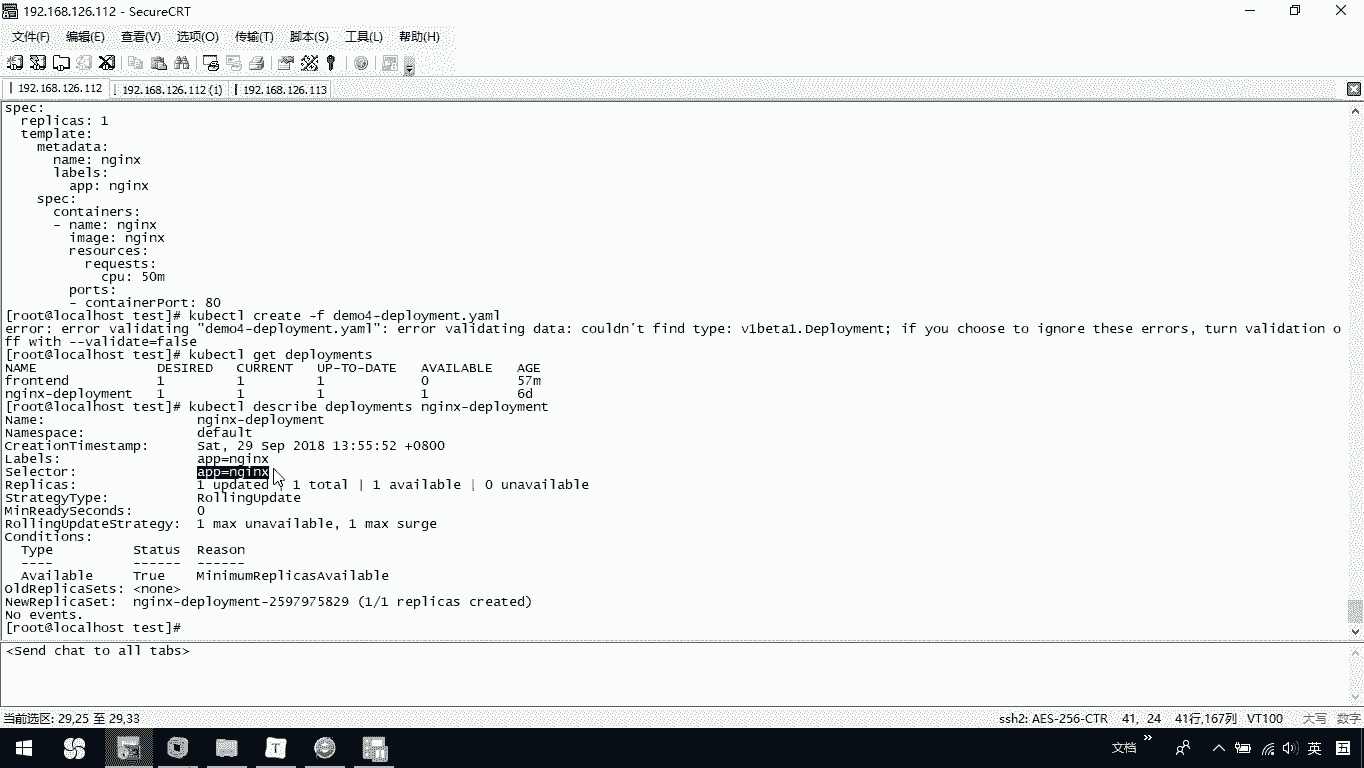 192.168.126.112 - SecureCRT
文件(F) 编辑(E) 查看(V) 选项(O) 传输(T) 脚本(S) 工具(L) 帮助(H)
192.168.126.112 192.168.126.112 (1) 192.168.126.113
spec:
  replicas: 1
  template:
    metadata:
      name: nginx
      labels:
        app: nginx
    spec:
      containers:
      - name: nginx
        image: nginx
        resources:
          requests:
            cpu: 50m
        ports:
        - containerPort: 80
[root@localhost test]# kubectl create -f demo4-deployment.yaml
error: error validating "demo4-deployment.yaml": error validating data: couldn't find type: v1beta1.Deployment; if you choose to ignore these errors, turn validation o
ff with --validate=false
[root@localhost test]# kubectl get deployments
NAME               DESIRED   CURRENT   UP-TO-DATE   AVAILABLE   AGE
frontend           1         1         1            0           57m
nginx-deployment   1         1         1            1           6d
[root@localhost test]# kubectl describe deployments nginx-deployment
Name:                   nginx-deployment
Namespace:              default
CreationTimestamp:      Sat, 29 Sep 2018 13:55:52 +0800
Labels:                 app=nginx
Selector:               app=nginx
Replicas:               1 updated | 1 total | 1 available | 0 unavailable
StrategyType:           RollingUpdate
MinReadySeconds:        0
RollingUpdateStrategy:  1 max unavailable, 1 max surge
Conditions:
  Type          Status  Reason
  ----          ------  ------
  Available     True    MinimumReplicasAvailable
OldReplicaSets: <none>
NewReplicaSet:  nginx-deployment-2597975829 (1/1 replicas created)
No events.
[root@localhost test]#
<Send chat to all tabs>
当前选区: 29,25 至 29,33 ssh2: AES-256-CTR 41, 24 41行,167列 VT100 大写 数字
文档 英 五